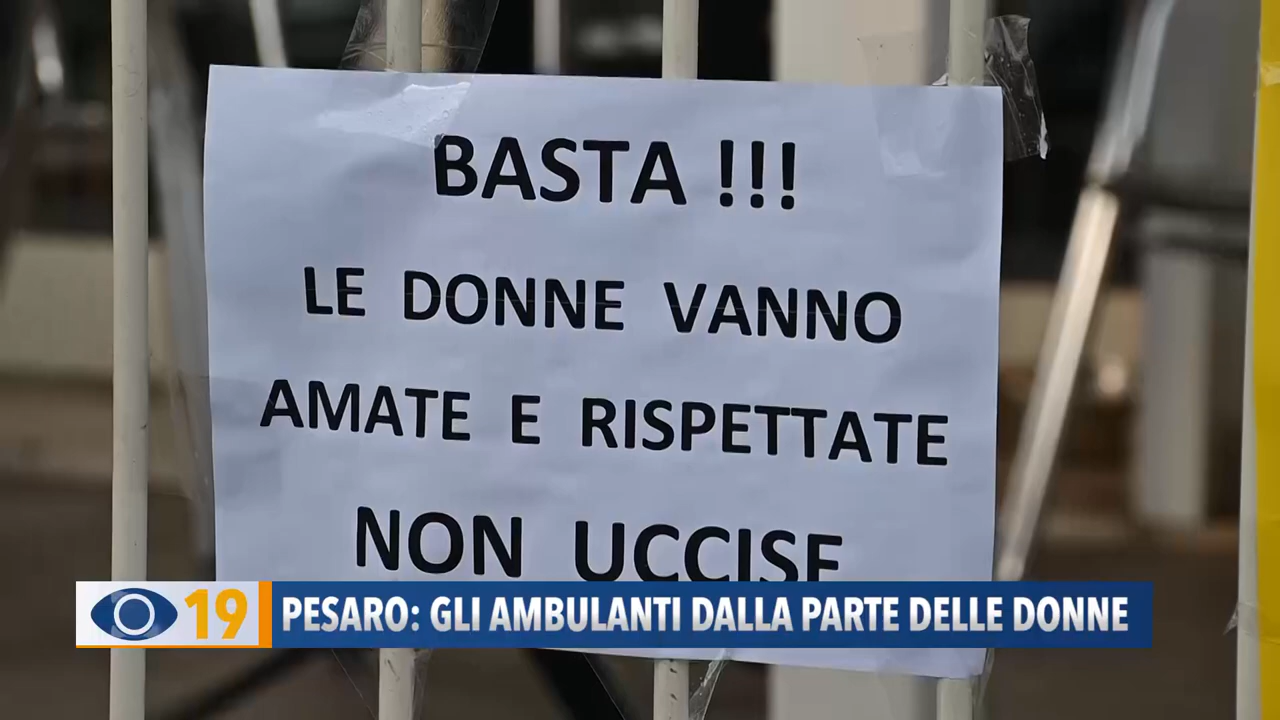 BASTA !!!
LE DONNE VANNO
AMATE E RISPETTATE
NON UCCISE
19 PESARO: GLI AMBULANTI DALLA PARTE DELLE DONNE